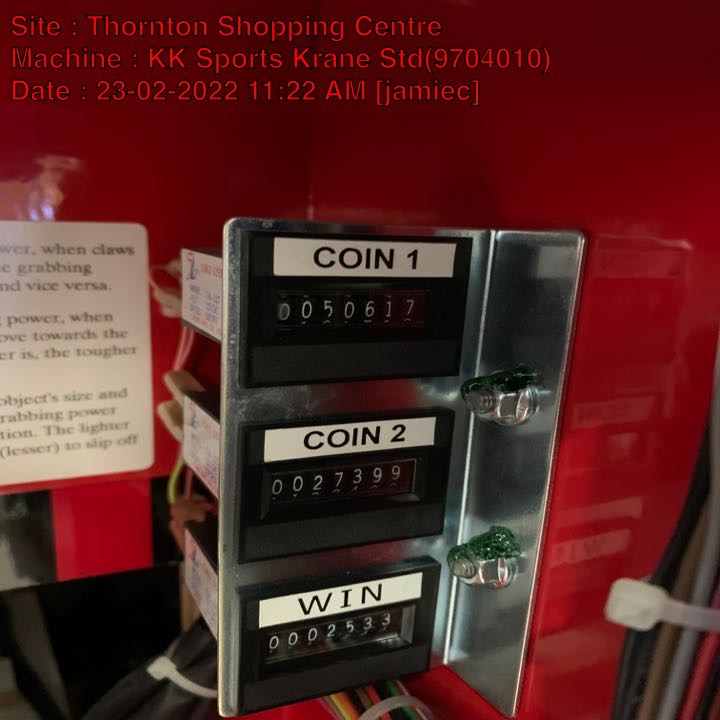 Site : Thornton Shopping Centre
Machine : KK Sports Krane Std(9704010)
Date : 23-02-2022 11:22 AM [jamiec]
wer, when claws
e grabbing
nd vice versa.
power, when
ove towards the
er is, the tougher
object's size and
rabbing power
tion. The lighter
(lesser) to slip off
COIN 1
0050617
COIN 2
0027399
WIN
0002533